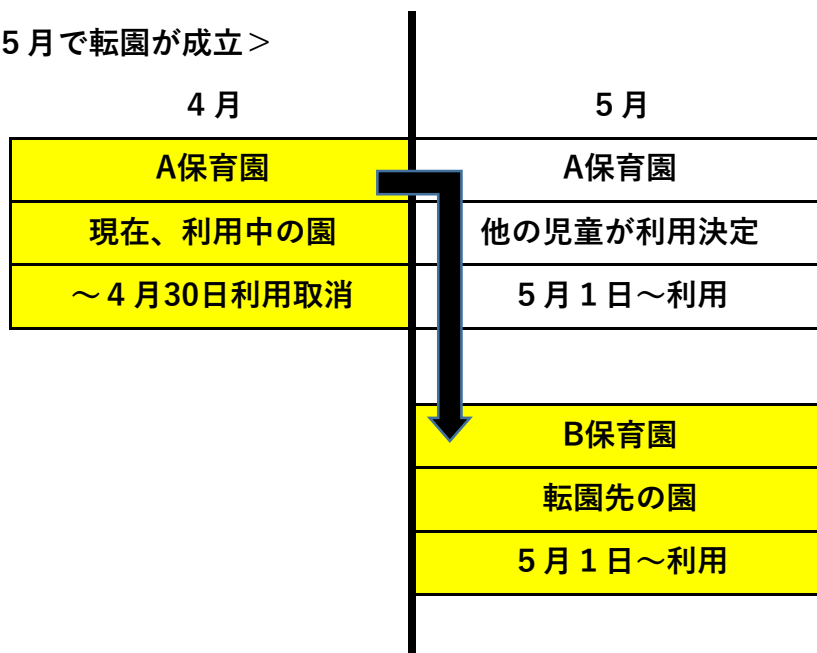 5月で転園が成立＞
4月
5月
A保育園
現在、利用中の園
～4月30日利用取消
A保育園
他の児童が利用決定
5月1日～利用
B保育園
転園先の園
5月1日～利用